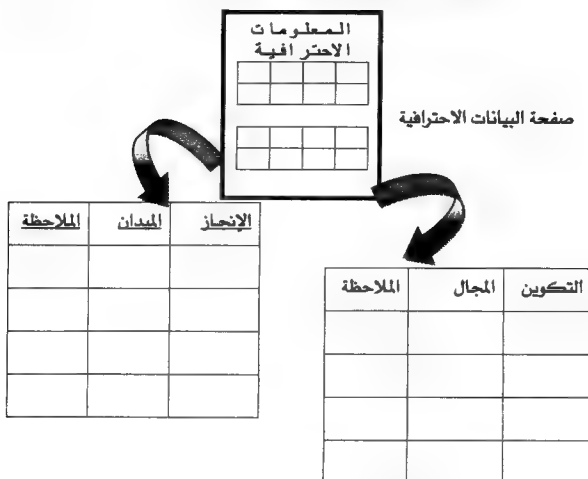 المعلومات
الاحترافية
صفحة البيانات الاحترافية
الإنجاز الميدان الملاحظة
التكوين المجال الملاحظة